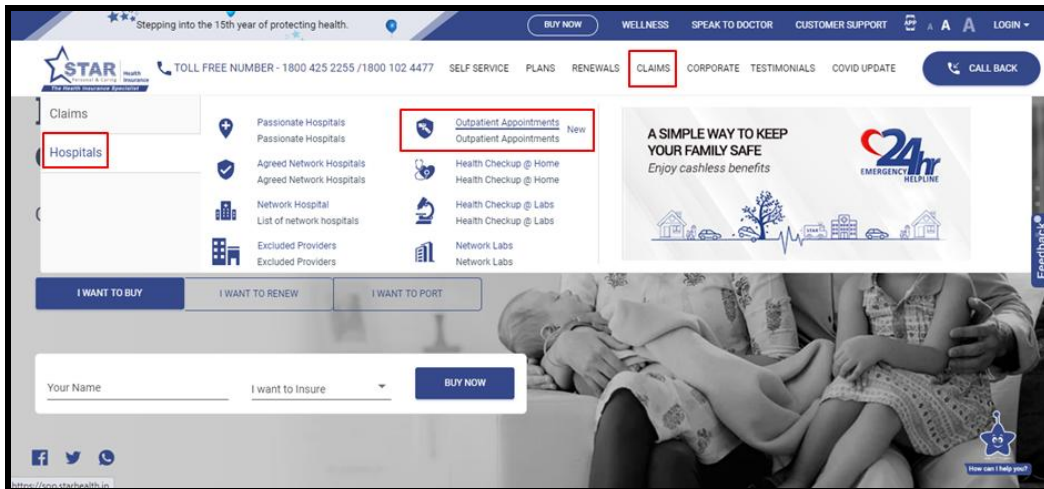 Stepping into the 15th year of protecting health.
BUY NOW
WELLNESS
SPEAK TO DOCTOR
CUSTOMER SUPPORT
APP
A A A
LOGIN
STAR Health Insurance
Personal & Caring
The Health Insurance Specialist
TOLL FREE NUMBER - 1800 425 2255 /1800 102 4477
SELF SERVICE
PLANS
RENEWALS
CLAIMS
CORPORATE
TESTIMONIALS
COVID UPDATE
CALL BACK
Claims
Hospitals
Passionate Hospitals
Passionate Hospitals
Agreed Network Hospitals
Agreed Network Hospitals
Network Hospital
List of network hospitals
Excluded Providers
Excluded Providers
Outpatient Appointments
New
Outpatient Appointments
Health Checkup @ Home
Health Checkup @ Home
Health Checkup @ Labs
Health Checkup @ Labs
Network Labs
Network Labs
A SIMPLE WAY TO KEEP
YOUR FAMILY SAFE
Enjoy cashless benefits
24hr
EMERGENCY
HELPLINE
STAR
Feedback
I WANT TO BUY
I WANT TO RENEW
I WANT TO PORT
Your Name
I want to Insure
BUY NOW
How can I help you?
https://sop.starhealth.in